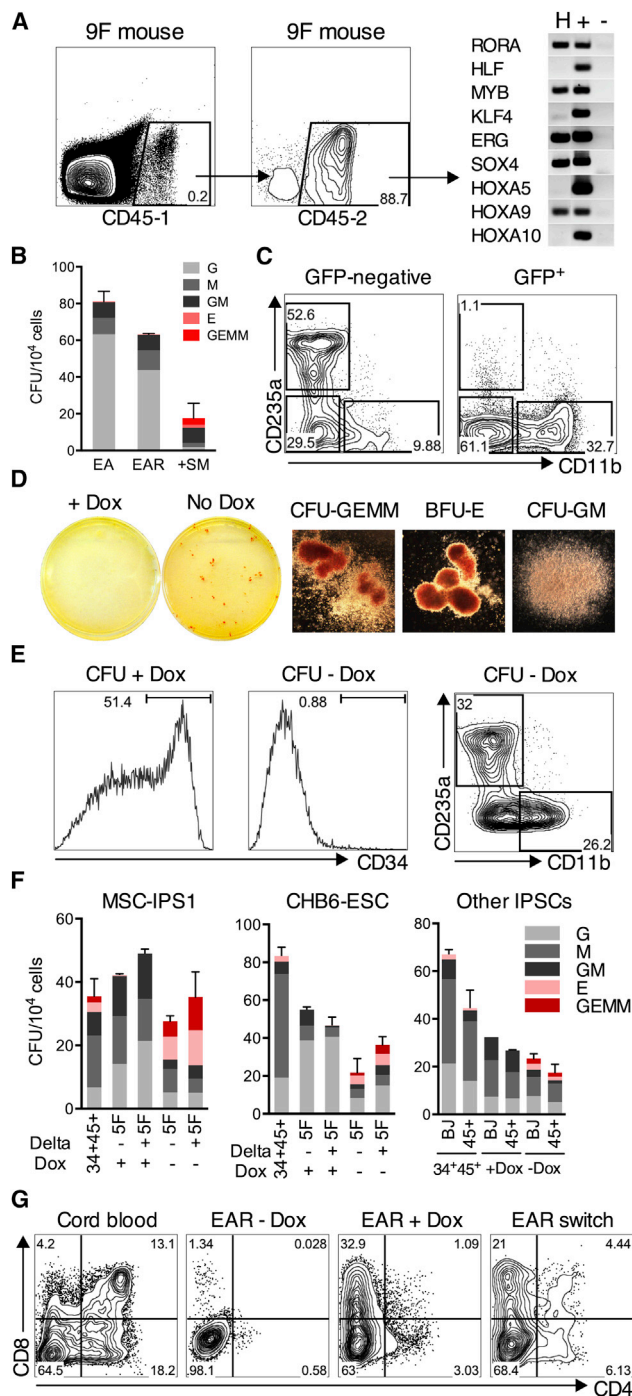 A
9F mouse
9F mouse
0.2
CD45-1
88.7
CD45-2
H + -
RORA
HLF
MYB
KLF4
ERG
SOX4
HOXA5
HOXA9
HOXA10
B
100
80
60
40
20
0
CFU/10⁴ cells
G
M
GM
E
GEMM
EA
EAR
+SM
C
GFP-negative
GFP⁺
52.6
29.5
9.88
1.1
61.1
32.7
CD235a
CD11b
D
+ Dox
No Dox
CFU-GEMM
BFU-E
CFU-GM
E
CFU + Dox
CFU - Dox
CFU - Dox
51.4
0.88
32
26.2
CD34
CD235a
CD11b
F
MSC-IPS1
CHB6-ESC
Other IPSCs
CFU/10⁴ cells
60
40
20
0
100
80
60
40
20
0
80
60
40
20
0
G
M
GM
E
GEMM
34+45+ 5F 5F 5F 5F
Delta - + - +
Dox + + - -
34+45+ 5F 5F 5F 5F
Delta - + - +
Dox + + - -
BJ 45+ BJ 45+ BJ 45+
34⁺45⁺ +Dox -Dox
G
Cord blood
EAR - Dox
EAR + Dox
EAR switch
4.2 13.1
64.5 18.2
1.34 0.028
98.1 0.58
32.9 1.09
63 3.03
21 4.44
68.4 6.13
CD8
CD4